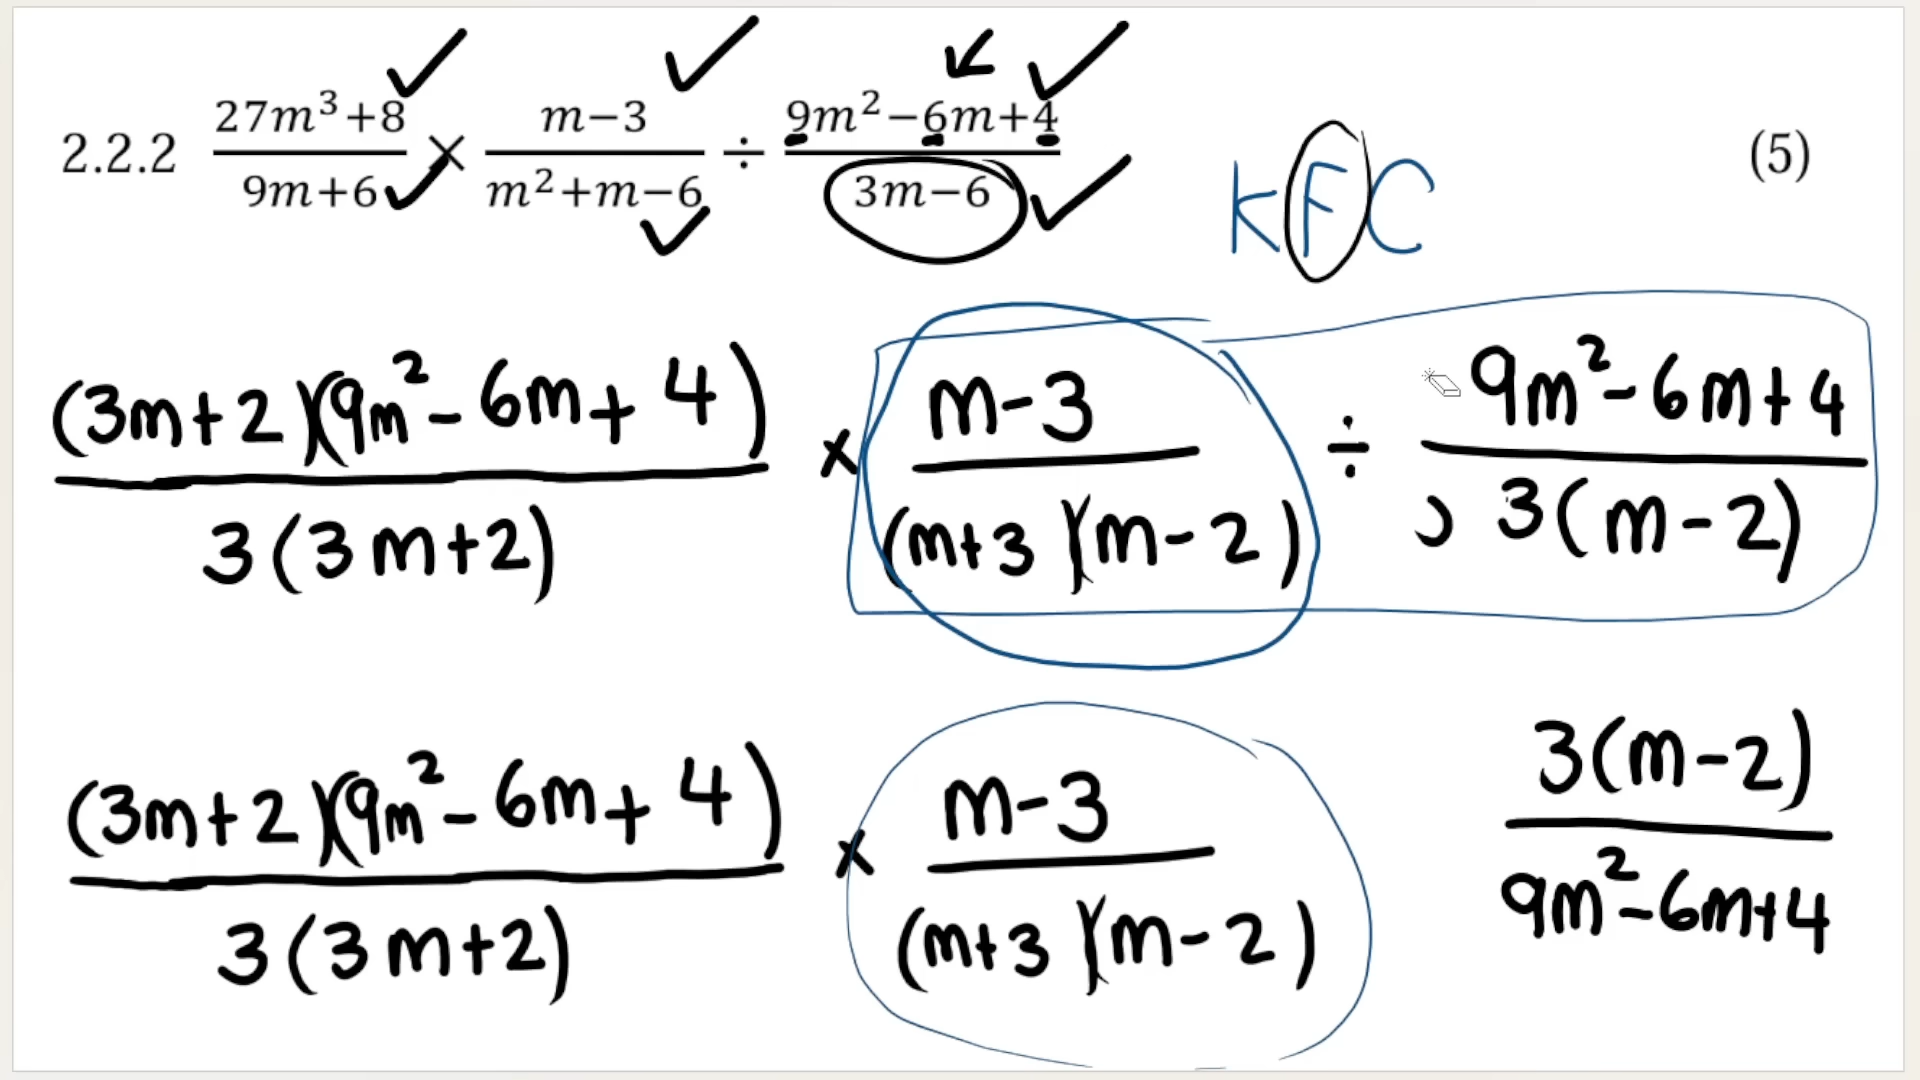 2.2.2 (27m³+8)/(9m+6) × (m−3)/(m²+m−6) ÷ (9m²−6m+4)/(3m−6) (5)
KFC
(3m+2)(9m²-6m+4) m-3 9m²-6m+4
× ÷
3(3m+2) (m+3)(m-2) 3(m-2)
(3m+2)(9m²-6m+4) m-3 3(m-2)
×
3(3m+2) (m+3)(m-2) 9m²-6m+4